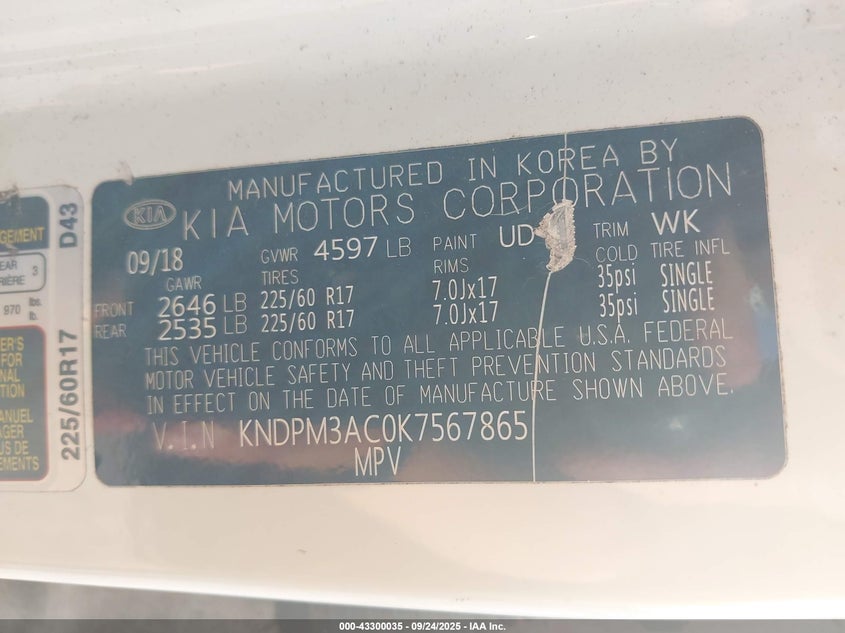 MANUFACTURED IN KOREA BY
KIA
KIA MOTORS CORPORATION
09/18 GVWR 4597 LB PAINT UD TRIM WK
GAWR TIRES RIMS COLD TIRE INFL
FRONT 2646 LB 225/60 R17 7.0Jx17 35psi SINGLE
REAR 2535 LB 225/60 R17 7.0Jx17 35psi SINGLE
THIS VEHICLE CONFORMS TO ALL APPLICABLE U.S.A. FEDERAL
MOTOR VEHICLE SAFETY AND THEFT PREVENTION STANDARDS
IN EFFECT ON THE DATE OF MANUFACTURE SHOWN ABOVE.
V.I.N KNDPM3AC0K7567865
MPV
D43
225/60R17
3
970 lbs.
lb.
000-43300035 - 09/24/2025 - IAA Inc.